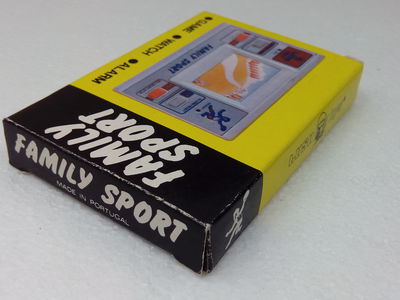 ● GAME ● WATCH ● ALARM
FAMILY SPORT
FAMILY
SPORT
FAMILY SPORT
MADE IN PORTUGAL